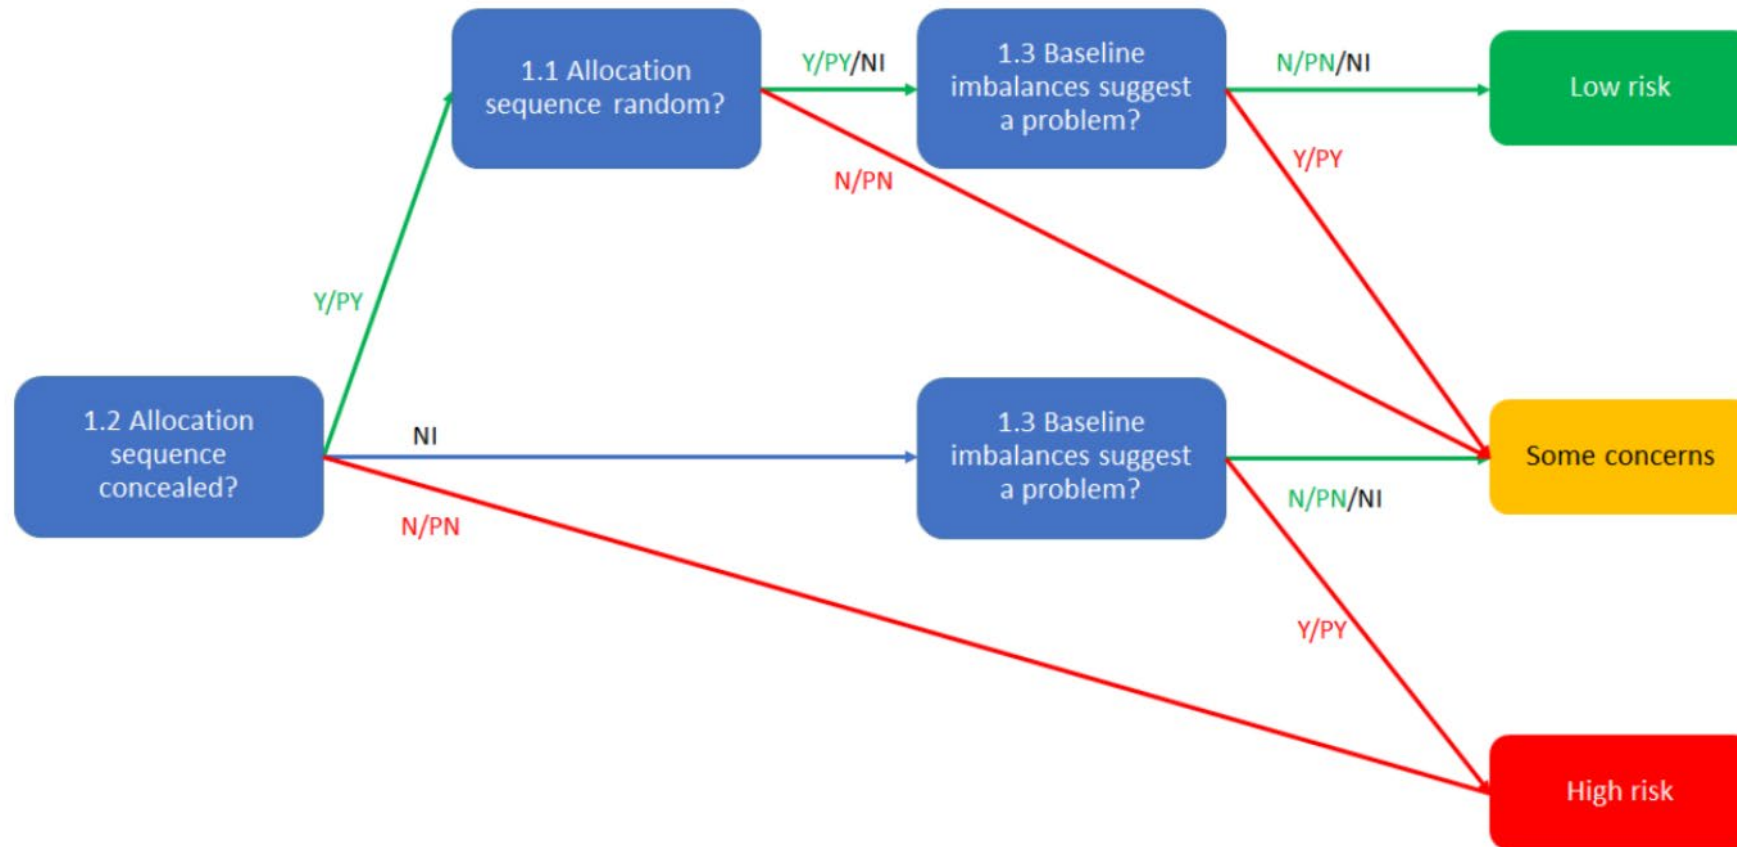 1.1 Allocation
sequence random?
Y/PY/NI
1.3 Baseline
imbalances suggest
a problem?
N/PN/NI
Low risk
N/PN
Y/PY
Y/PY
1.2 Allocation
sequence
concealed?
NI
N/PN
1.3 Baseline
imbalances suggest
a problem?
N/PN/NI
Some concerns
Y/PY
High risk